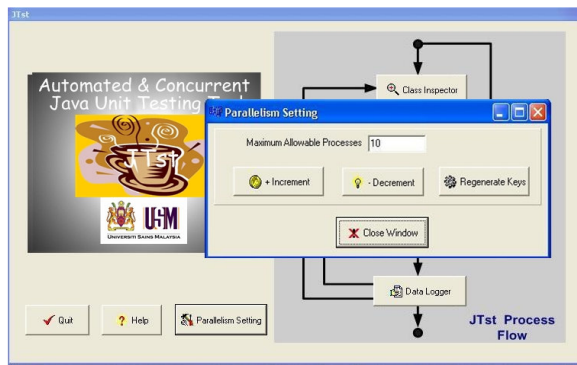 JTst
Automated & Concurrent
Java Unit Testing
JTst
USM
UNIVERSITI SAINS MALAYSIA
Class Inspector
Parallelism Setting
Maximum Allowable Processes 10
+ Increment
- Decrement
Regenerate Keys
Close Window
Data Logger
Quit
? Help
Parallelism Setting
JTst Process
Flow